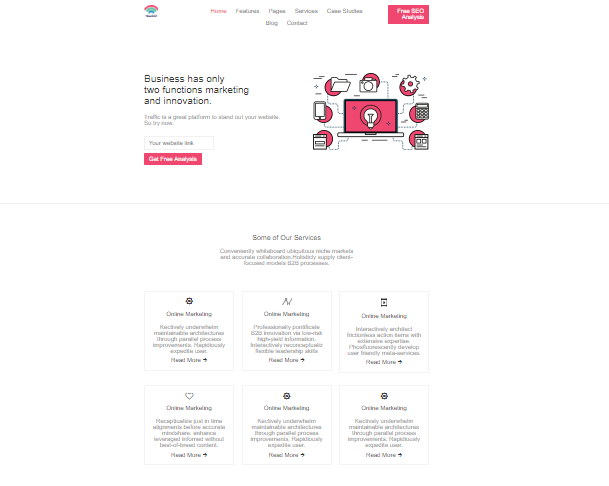 Home Features Pages Services Case Studies
Blog Contact
Free SEO
Analysis
Business has only
two functions marketing
and innovation.
Traffic is a great platform to stand out your website.
So try now.
Your website link
Get Free Analysis
Some of Our Services
Conveniently whiteboard ubiquitous niche markets
and accurate collaboration.Holisticly supply client-
focused models B2B processes.
Online Marketing
Kectively underwhelm
maintainable architectures
through parallel process
improvements. Rapidiously
expedite user.
Read More →
Online Marketing
Professionally pontificate
B2B innovation via low-risk
high-yield information.
Interactively reconceptualiz
flexible leadership skills
Read More →
Online Marketing
Interactively architect
frictionless action items with
extensive expertise.
Phosfluorescently develop
user friendly meta-services.
Read More →
Online Marketing
Recaptiualize just in time
alignments before accurate
mindshare. enhance
leveraged infomed without
best-of-breed content.
Read More →
Online Marketing
Kectively underwhelm
maintainable architectures
through parallel process
improvements. Rapidiously
expedite user.
Read More →
Online Marketing
Kectively underwhelm
maintainable architectures
through parallel process
improvements. Rapidiously
expedite user.
Read More →